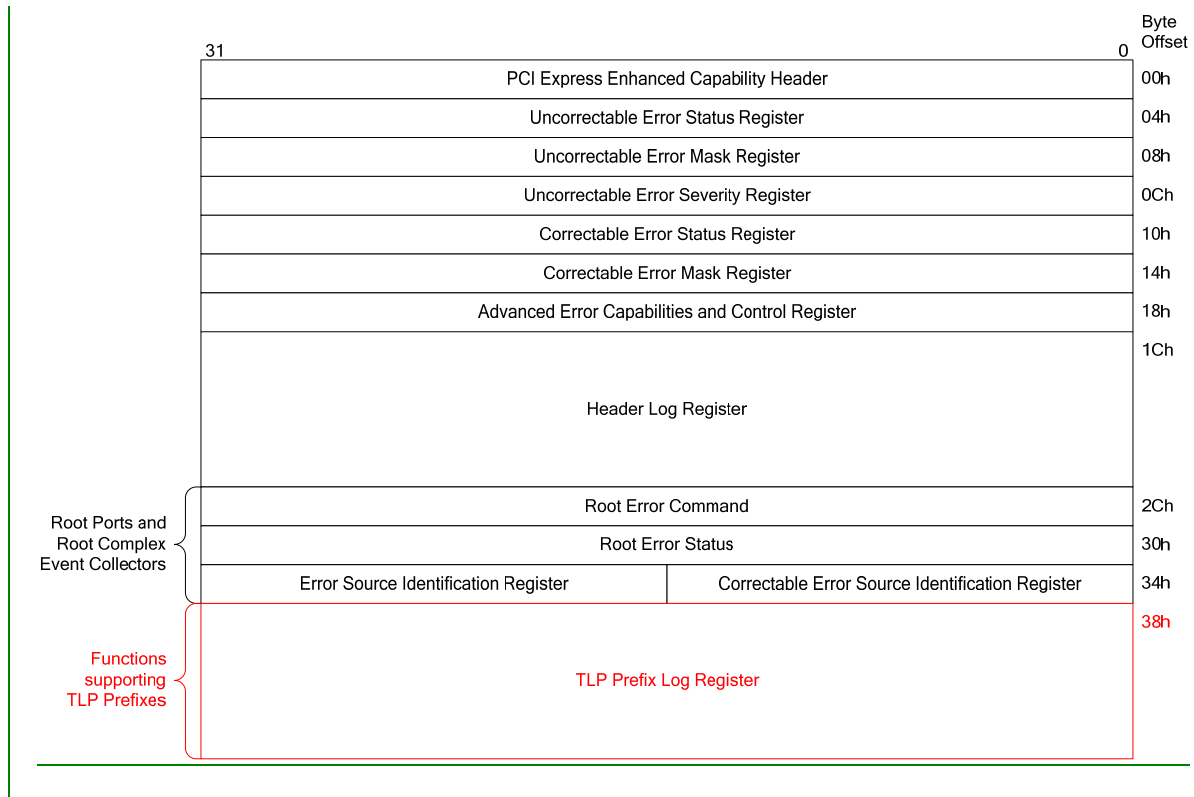 Byte
Offset
31
0
PCI Express Enhanced Capability Header
00h
Uncorrectable Error Status Register
04h
Uncorrectable Error Mask Register
08h
Uncorrectable Error Severity Register
0Ch
Correctable Error Status Register
10h
Correctable Error Mask Register
14h
Advanced Error Capabilities and Control Register
18h
1Ch
Header Log Register
Root Ports and
Root Complex
Event Collectors
Root Error Command
2Ch
Root Error Status
30h
Error Source Identification Register
Correctable Error Source Identification Register
34h
38h
Functions
supporting
TLP Prefixes
TLP Prefix Log Register